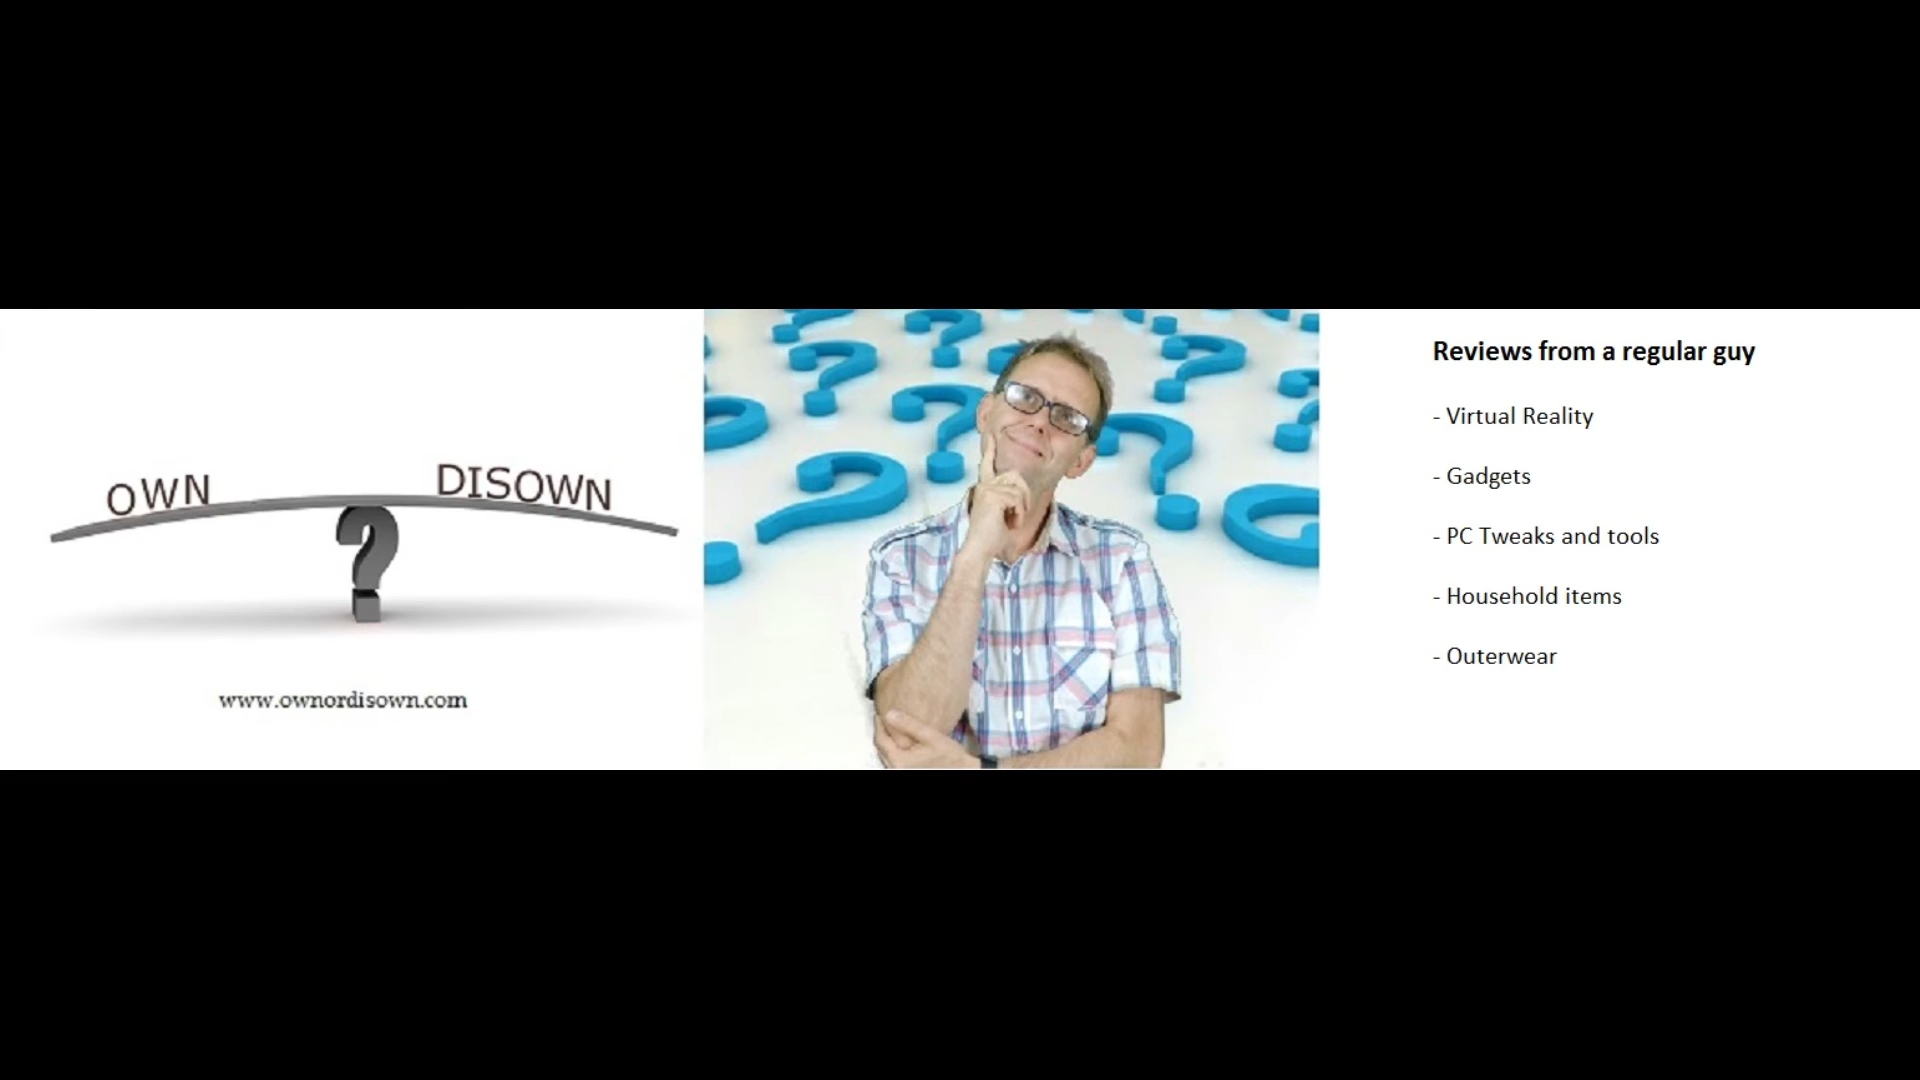 OWN
DISOWN
www.ownordisown.com
Reviews from a regular guy
- Virtual Reality
- Gadgets
- PC Tweaks and tools
- Household items
- Outerwear